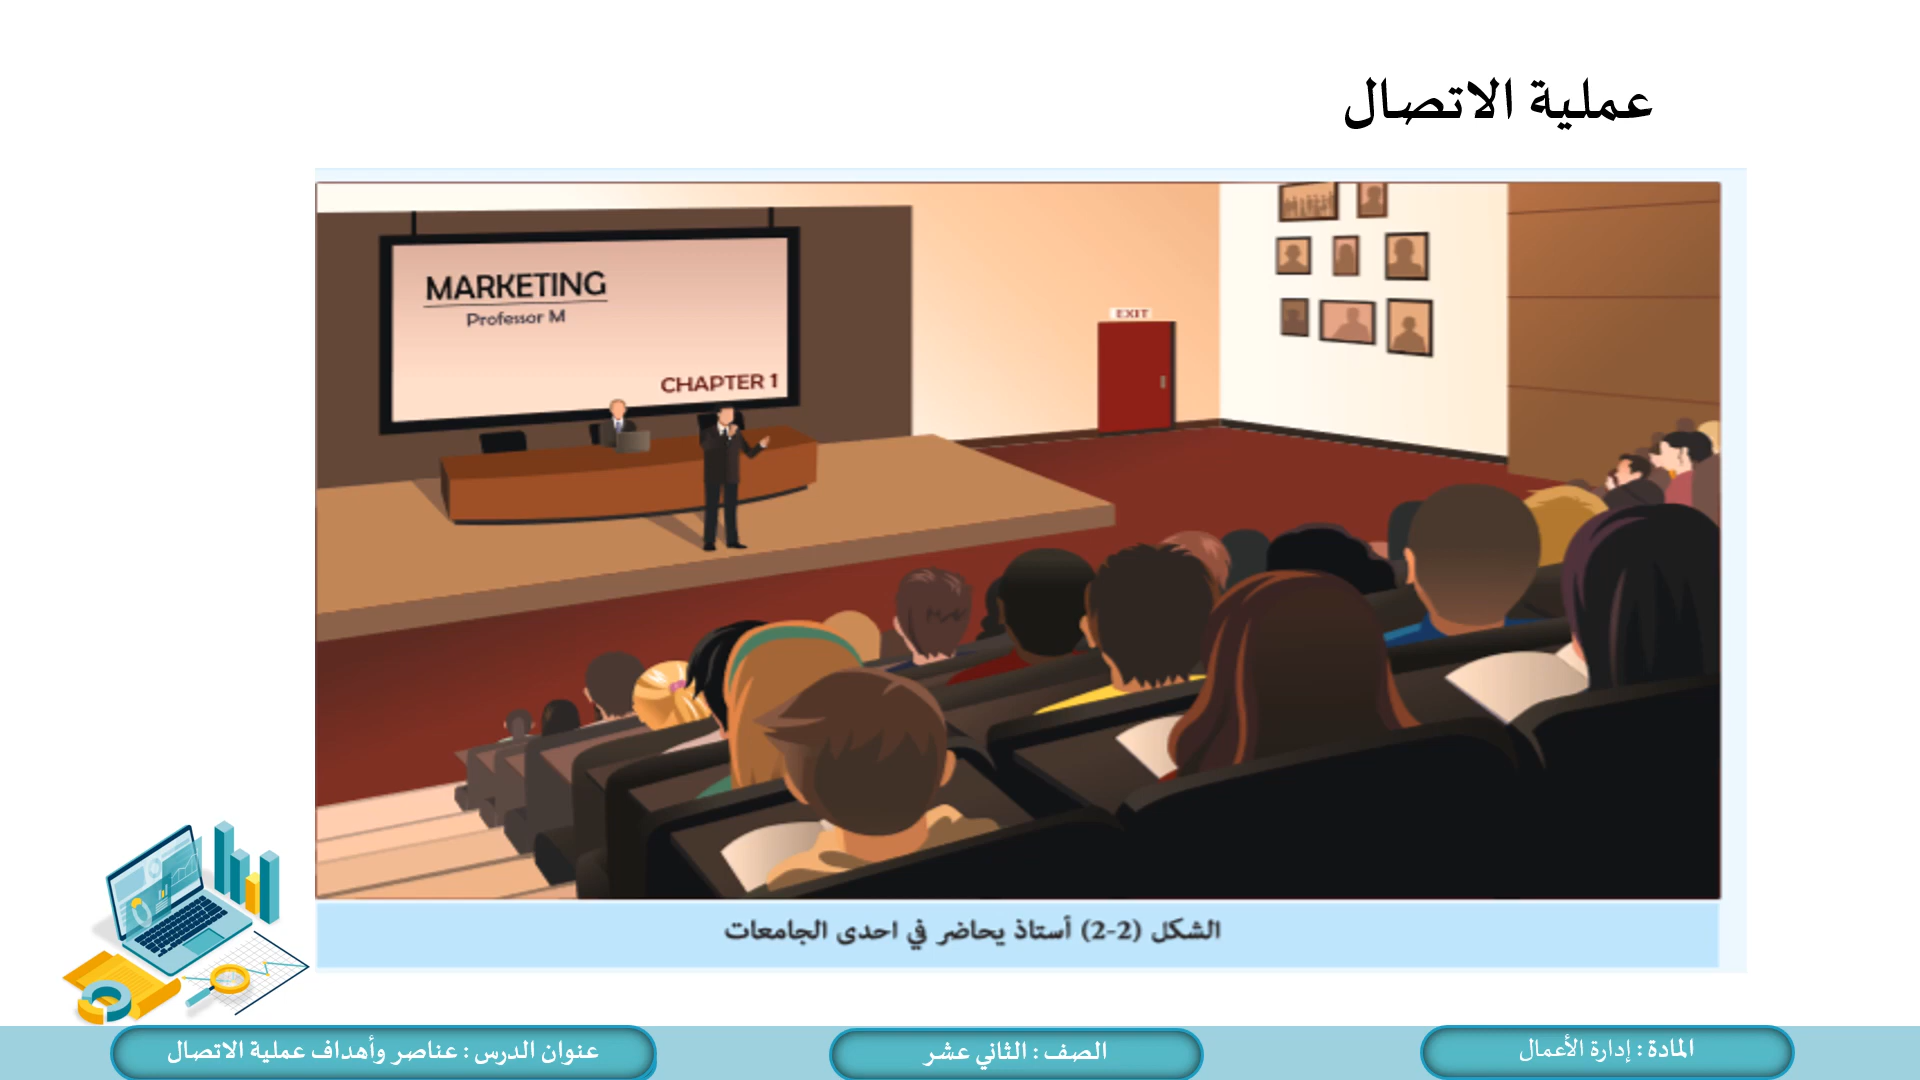 عملية الاتصال
MARKETING
Professor M
CHAPTER 1
EXIT
الشكل (2-2) أستاذ يحاضر في احدى الجامعات
المادة : إدارة الأعمال
الصف : الثاني عشر
عنوان الدرس : عناصر وأهداف عملية الاتصال